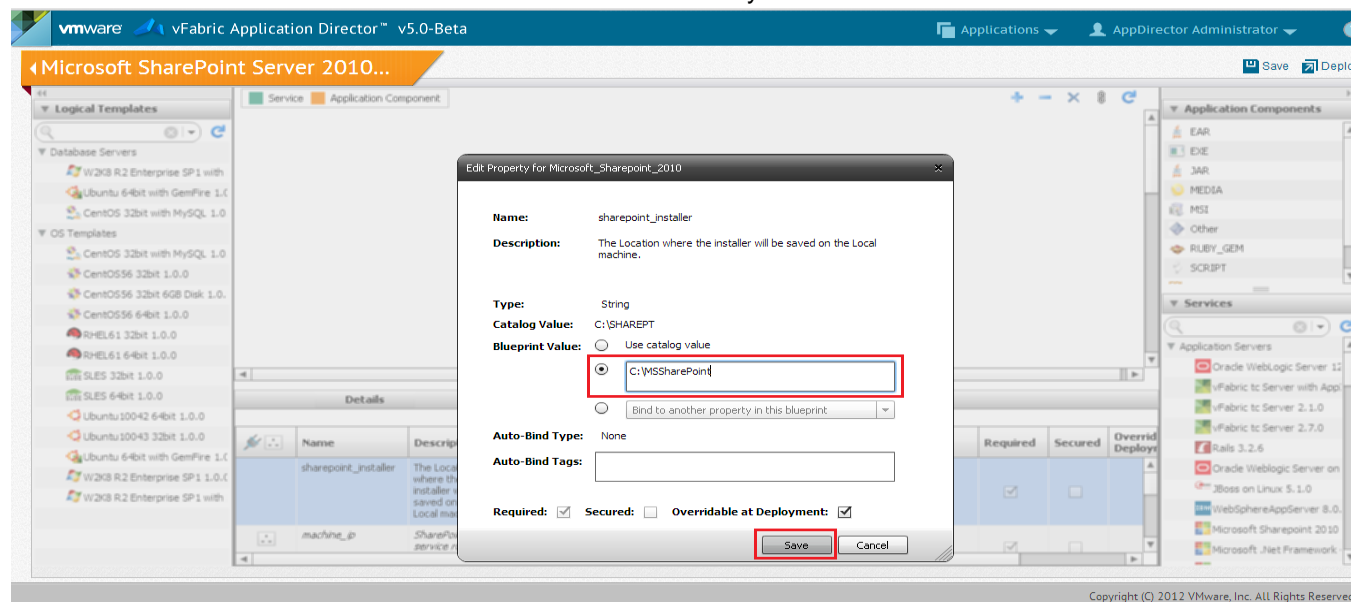 vmware vFabric Application Director™ v5.0-Beta
Applications
AppDirector Administrator
Microsoft SharePoint Server 2010...
Save
Logical Templates
Database Servers
W2K8 R2 Enterprise SP1 with
Ubuntu 64bit with GemFire 1.0
CentOS 32bit with MySQL 1.0
OS Templates
CentOS 32bit with MySQL 1.0
CentOS56 32bit 1.0.0
CentOS56 32bit 6GB Disk 1.0.
CentOS56 64bit 1.0.0
RHEL61 32bit 1.0.0
RHEL61 64bit 1.0.0
SLES 32bit 1.0.0
SLES 64bit 1.0.0
Ubuntu10042 64bit 1.0.0
Ubuntu10043 32bit 1.0.0
Ubuntu 64bit with GemFire 1.0
W2K8 R2 Enterprise SP1 1.0.0
W2K8 R2 Enterprise SP1 with
Service
Application Component
Edit Property for Microsoft_Sharepoint_2010
Name: sharepoint_installer
Description: The Location where the installer will be saved on the Local
machine.
Type: String
Catalog Value: C:\SHAREPT
Blueprint Value: Use catalog value
C:\MSSharePoint
Bind to another property in this blueprint
Auto-Bind Type: None
Auto-Bind Tags:
Required: Secured: Overridable at Deployment:
Save Cancel
Details
Name Descrip Required Secured Overrid
Deploy
sharepoint_installer The Loca
where th
installer
saved on
Local ma
machine_ip SharePoi
service
Application Components
EAR
EXE
JAR
MEDIA
MSI
Other
RUBY_GEM
SCRIPT
Services
Application Servers
Oracle WebLogic Server 12
vFabric tc Server with App
vFabric tc Server 2.1.0
vFabric tc Server 2.7.0
Rails 3.2.6
Oracle Weblogic Server on
JBoss on Linux 5.1.0
WebSphereAppServer 8.0.
Microsoft Sharepoint 2010
Microsoft .Net Framework
Copyright (C) 2012 VMware, Inc. All Rights Reserved